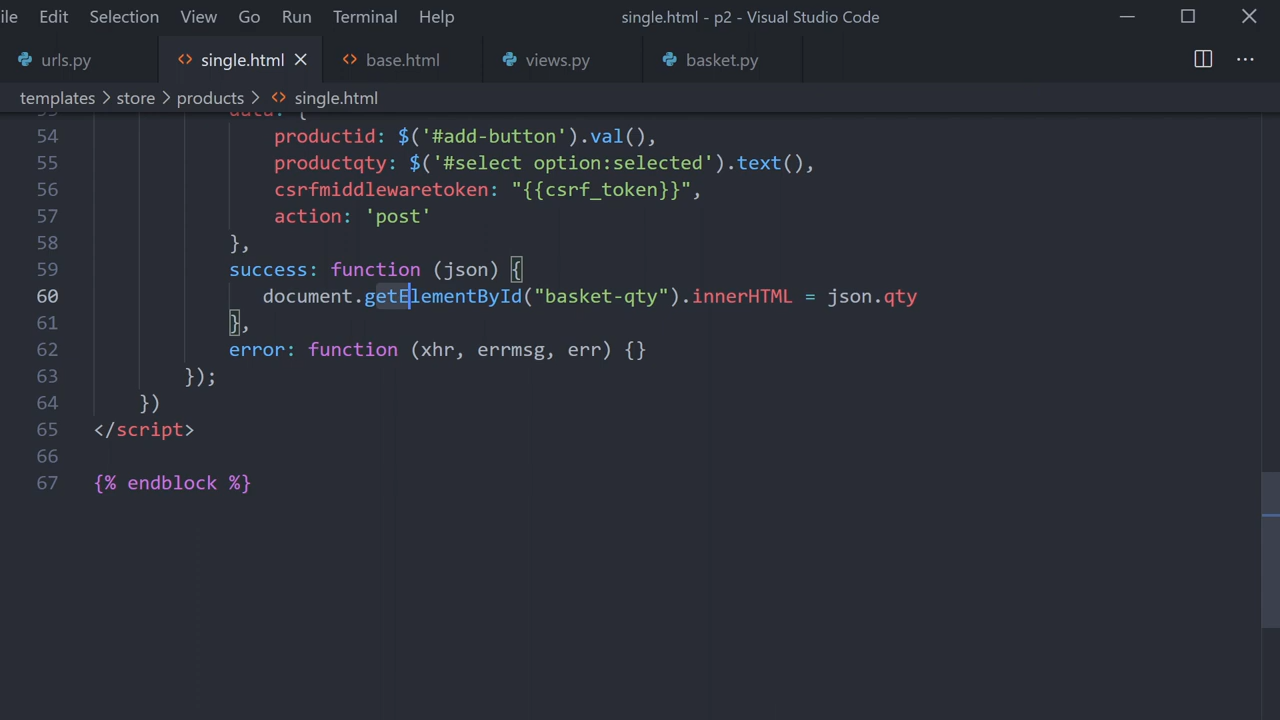 ile Edit Selection View Go Run Terminal Help single.html - p2 - Visual Studio Code
urls.py single.html base.html views.py basket.py
templates > store > products > single.html
data: {
54 productid: $('#add-button').val(),
55 productqty: $('#select option:selected').text(),
56 csrfmiddlewaretoken: "{{csrf_token}}",
57 action: 'post'
58 },
59 success: function (json) {
60 document.getElementById("basket-qty").innerHTML = json.qty
61 },
62 error: function (xhr, errmsg, err) {}
63 });
64 })
65 </script>
66
67 {% endblock %}